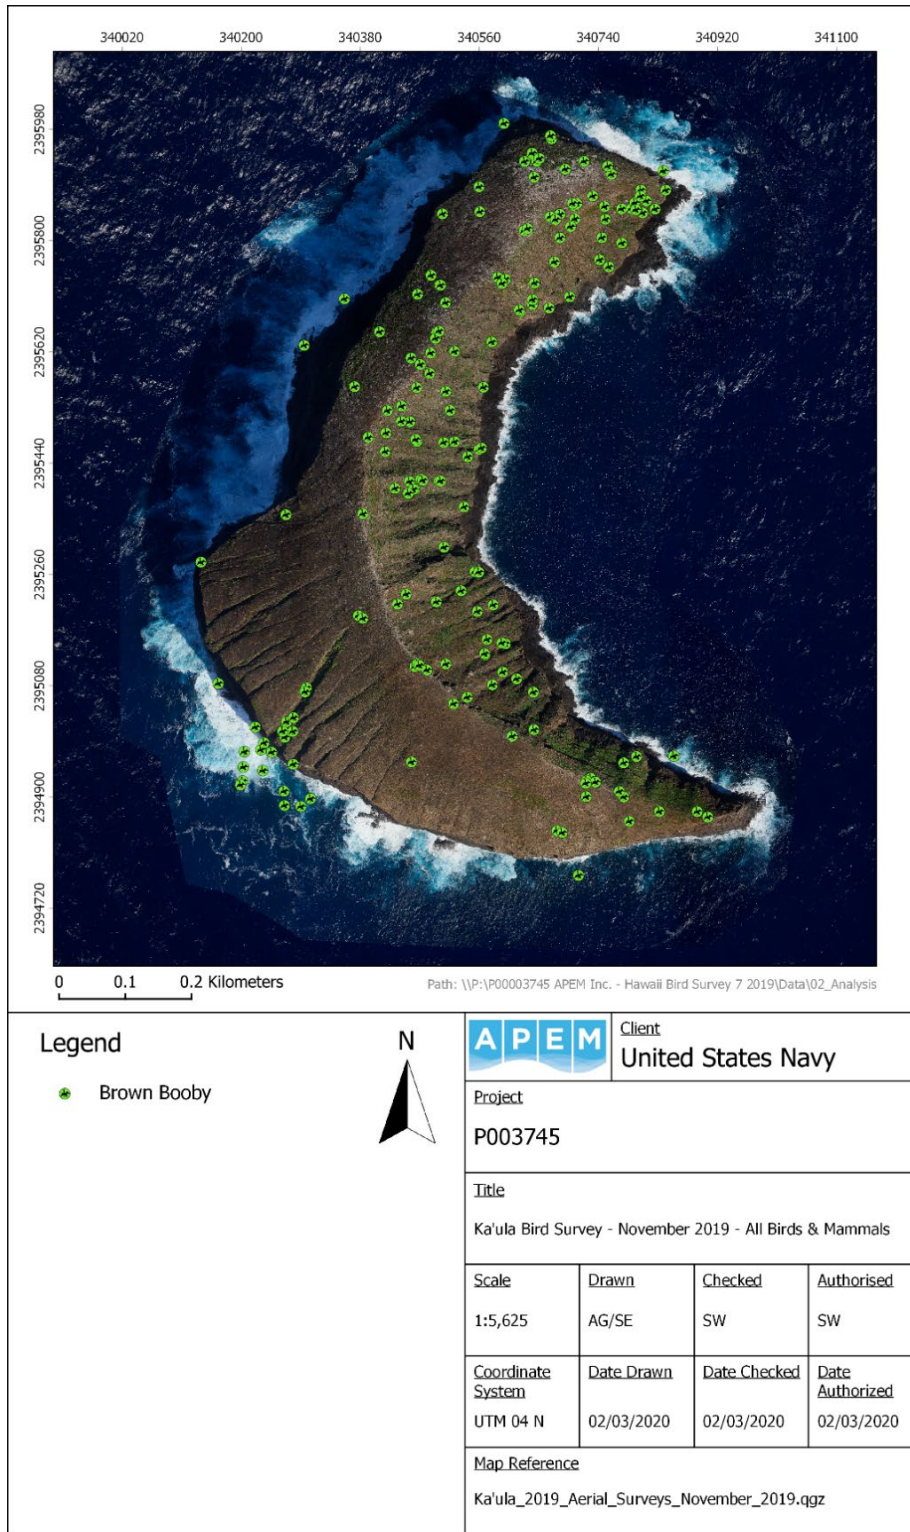 340020 340200 340380 340560 340740 340920 341100
2395980
2395800
2395620
2395440
2395260
2395080
2394900
2394720
0 0.1 0.2 Kilometers
Path: \\P:\P00003745 APEM Inc. - Hawaii Bird Survey 7 2019\Data\02_Analysis
Legend
N
Brown Booby
APEM
Client
United States Navy
Project
P003745
Title
Ka'ula Bird Survey - November 2019 - All Birds & Mammals
Scale Drawn Checked Authorised
1:5,625 AG/SE SW SW
Coordinate System Date Drawn Date Checked Date Authorized
UTM 04 N 02/03/2020 02/03/2020 02/03/2020
Map Reference
Ka'ula_2019_Aerial_Surveys_November_2019.qgz